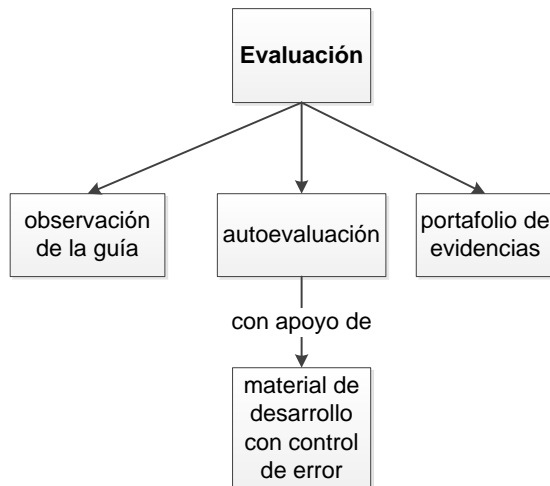 Evaluación
observación
de la guía
autoevaluación
portafolio de
evidencias
con apoyo de
material de
desarrollo
con control
de error